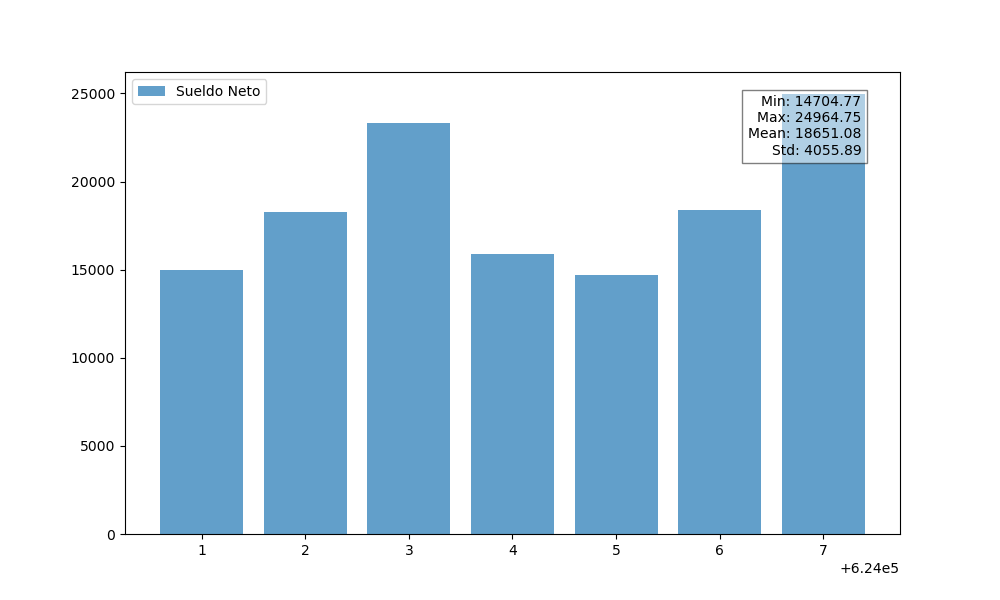 Sueldo Neto
Min: 14704.77
Max: 24964.75
Mean: 18651.08
Std: 4055.89
25000
20000
15000
10000
5000
0
1 2 3 4 5 6 7
+6.24e5